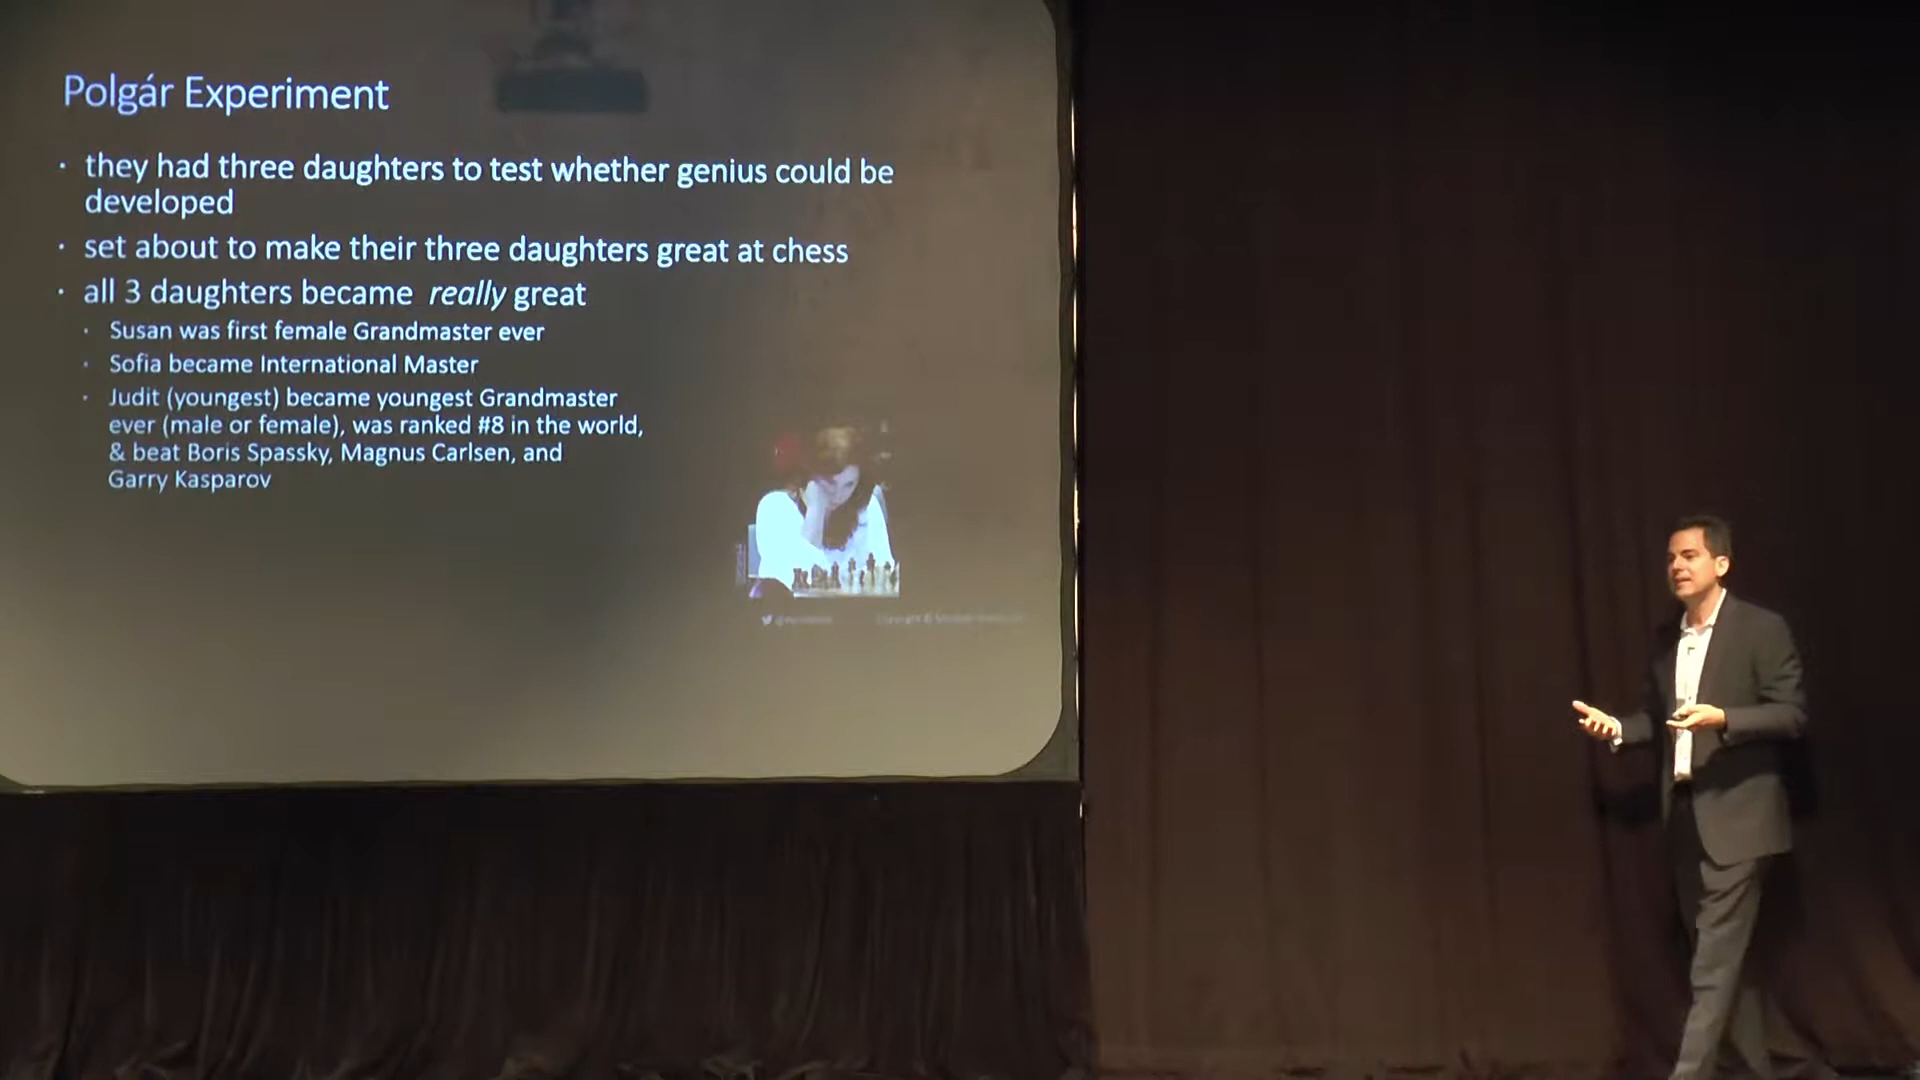 Polgár Experiment
· they had three daughters to test whether genius could be
developed
· set about to make their three daughters great at chess
· all 3 daughters became really great
· Susan was first female Grandmaster ever
· Sofia became International Master
· Judit (youngest) became youngest Grandmaster
ever (male or female), was ranked #8 in the world,
& beat Boris Spassky, Magnus Carlsen, and
Garry Kasparov
Copyright ©